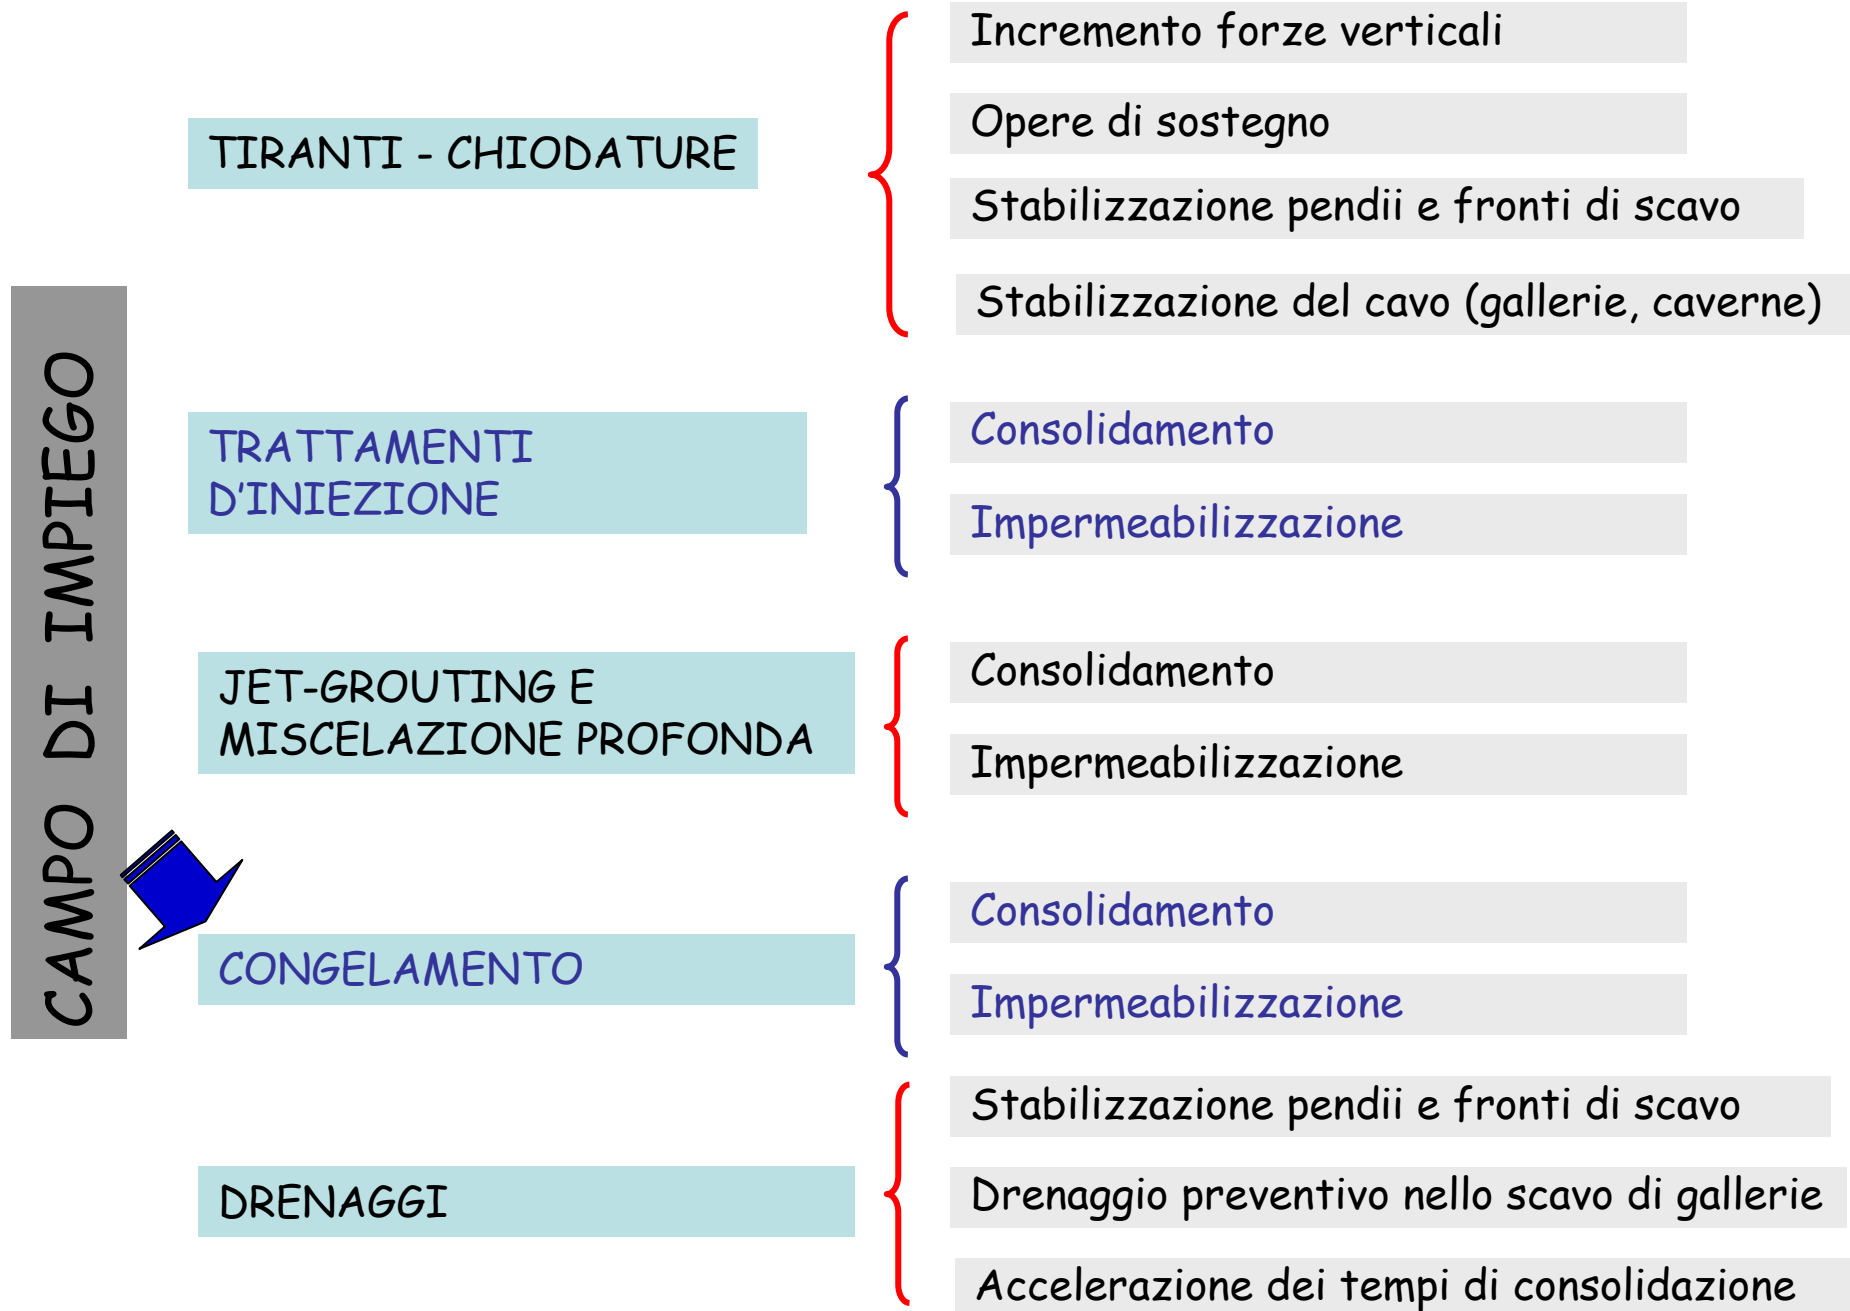 CAMPO DI IMPIEGO
TIRANTI - CHIODATURE
Incremento forze verticali
Opere di sostegno
Stabilizzazione pendii e fronti di scavo
Stabilizzazione del cavo (gallerie, caverne)
TRATTAMENTI
D'INIEZIONE
Consolidamento
Impermeabilizzazione
JET-GROUTING E
MISCELAZIONE PROFONDA
Consolidamento
Impermeabilizzazione
CONGELAMENTO
Consolidamento
Impermeabilizzazione
DRENAGGI
Stabilizzazione pendii e fronti di scavo
Drenaggio preventivo nello scavo di gallerie
Accelerazione dei tempi di consolidazione